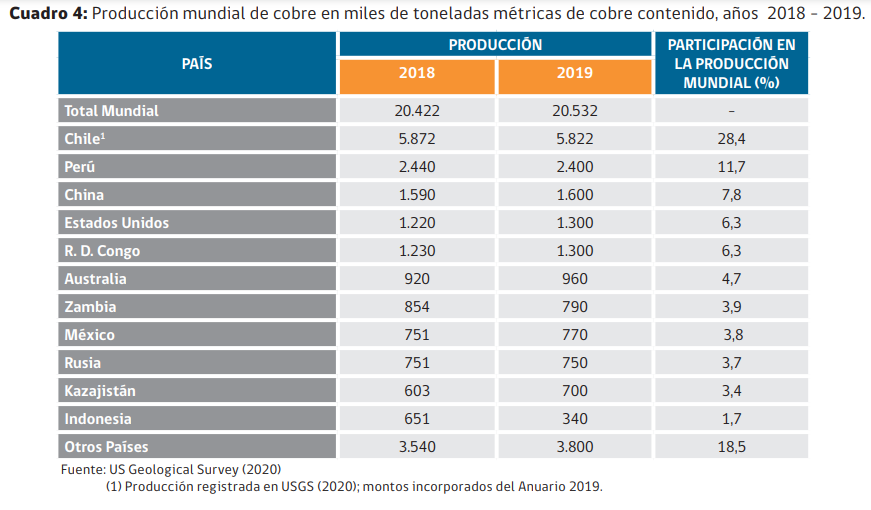 Cuadro 4: Producción mundial de cobre en miles de toneladas métricas de cobre contenido, años 2018 - 2019.
PAÍS PRODUCCIÓN PARTICIPACIÓN EN LA PRODUCCIÓN MUNDIAL (%)
2018 2019
Total Mundial 20.422 20.532 -
Chile¹ 5.872 5.822 28,4
Perú 2.440 2.400 11,7
China 1.590 1.600 7,8
Estados Unidos 1.220 1.300 6,3
R. D. Congo 1.230 1.300 6,3
Australia 920 960 4,7
Zambia 854 790 3,9
México 751 770 3,8
Rusia 751 750 3,7
Kazajistán 603 700 3,4
Indonesia 651 340 1,7
Otros Países 3.540 3.800 18,5
Fuente: US Geological Survey (2020)
(1) Producción registrada en USGS (2020); montos incorporados del Anuario 2019.